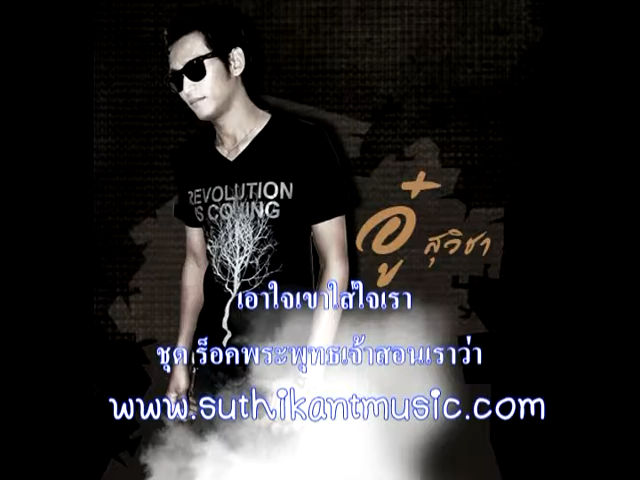 REVOLUTION
IS COMING
อู๋ สุวิชา
เอาใจเขาใส่ใจเรา
ชุด ร็อคพระพุทธเจ้าสอนเราว่า
www.suthikantmusic.com